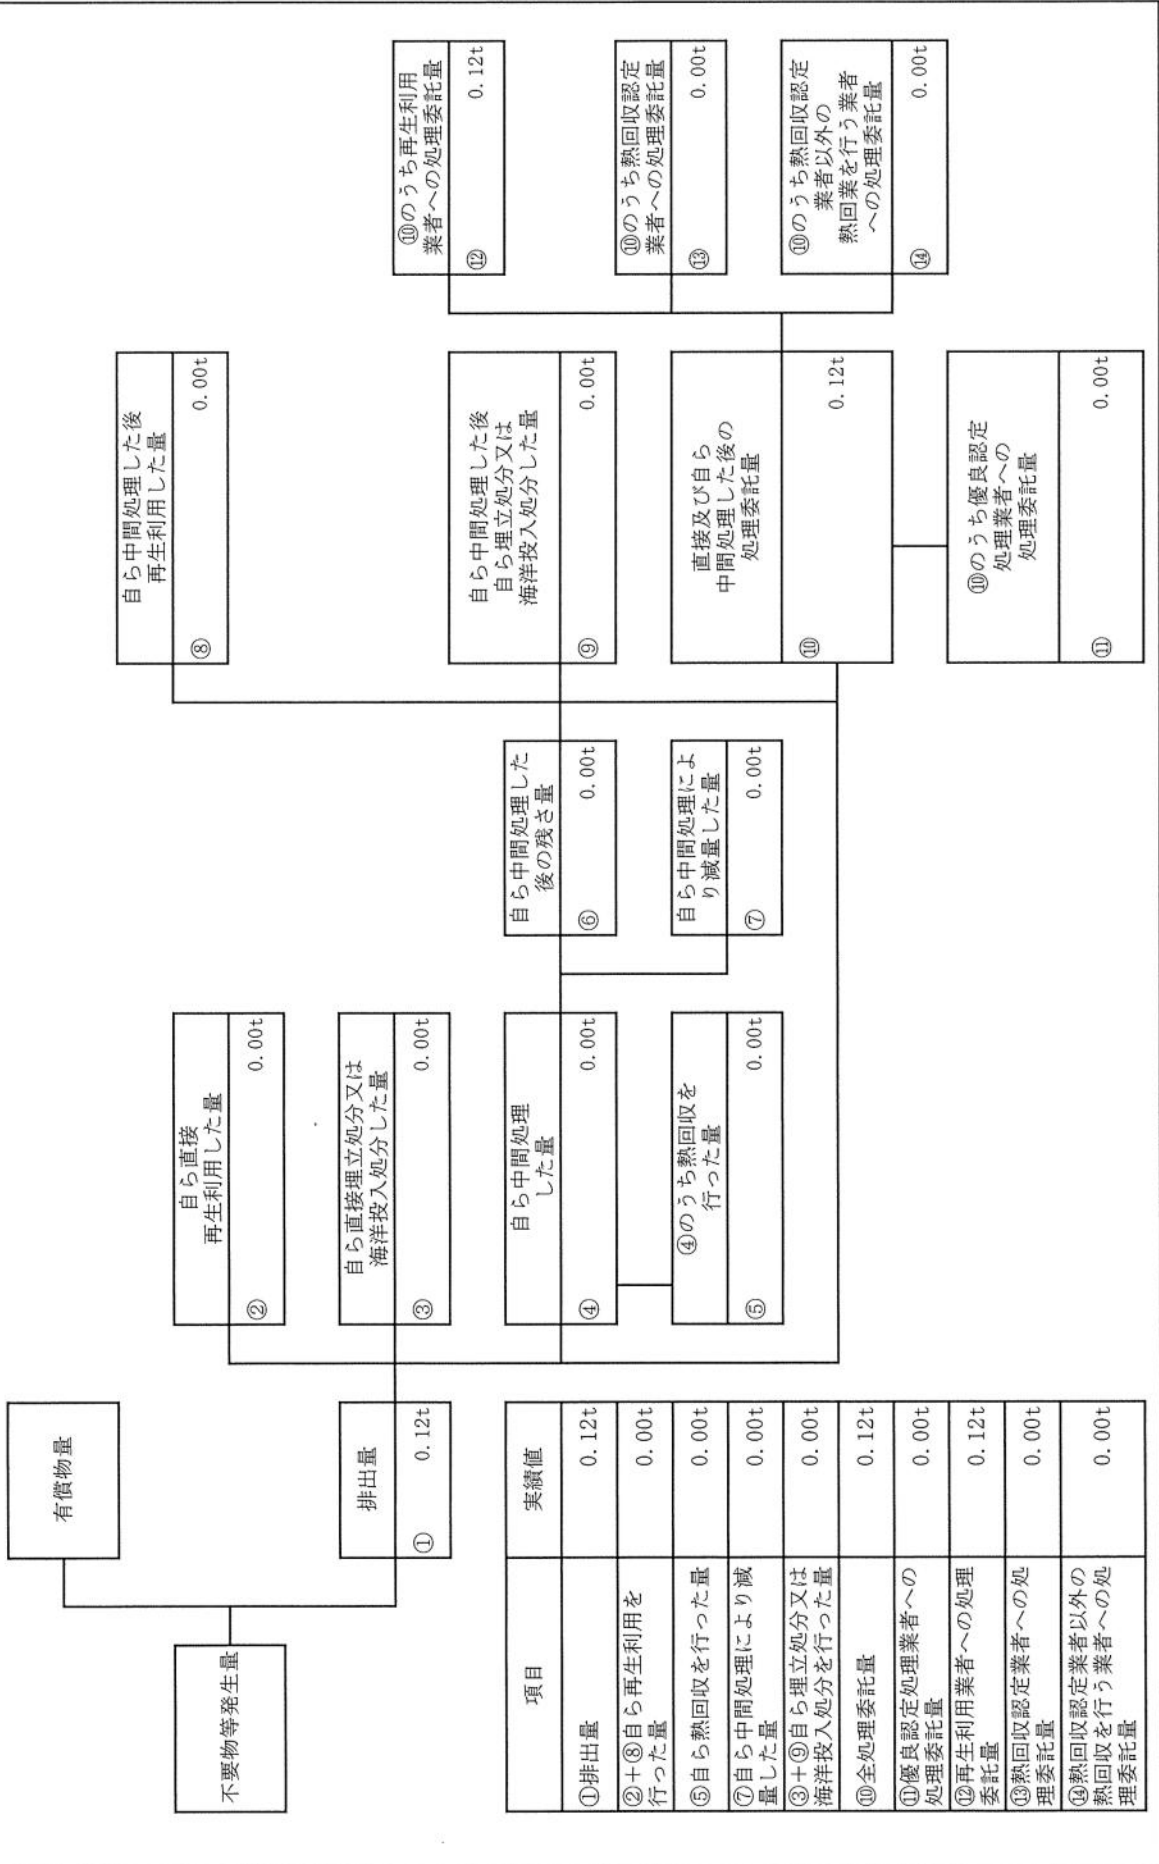 不要物等発生量
有償物量
排出量
①
0.12t
自ら直接
再生利用した量
②
0.00t
自ら直接埋立処分又は
海洋投入処分した量
③
0.00t
自ら中間処理
した量
④
0.00t
④のうち熱回収を
行った量
⑤
0.00t
自ら中間処理した
後の残さ量
⑥
0.00t
自ら中間処理によ
り減量した量
⑦
0.00t
自ら中間処理した後
再生利用した量
⑧
0.00t
自ら中間処理した後
自ら埋立処分又は
海洋投入処分した量
⑨
0.00t
直接及び自ら
中間処理した後の
処理委託量
⑩
0.12t
⑩のうち優良認定
処理業者への
処理委託量
⑪
0.00t
⑩のうち再生利用
業者への処理委託量
⑫
0.12t
⑩のうち熱回収認定
業者への処理委託量
⑬
0.00t
⑩のうち熱回収認定
業者以外の
熱回業を行う業者
への処理委託量
⑭
0.00t
項目
実績値
①排出量
0.12t
②＋⑧自ら再生利用を
行った量
0.00t
⑤自ら熱回収を行った量
0.00t
⑦自ら中間処理により減
量した量
0.00t
③＋⑨自ら埋立処分又は
海洋投入処分を行った量
0.00t
⑩全処理委託量
0.12t
⑪優良認定処理業者への
処理委託量
0.00t
⑫再生利用業者への処理
委託量
0.12t
⑬熱回収認定業者への処
理委託量
0.00t
⑭熱回収認定業者以外の
熱回収を行う業者への処
理委託量
0.00t